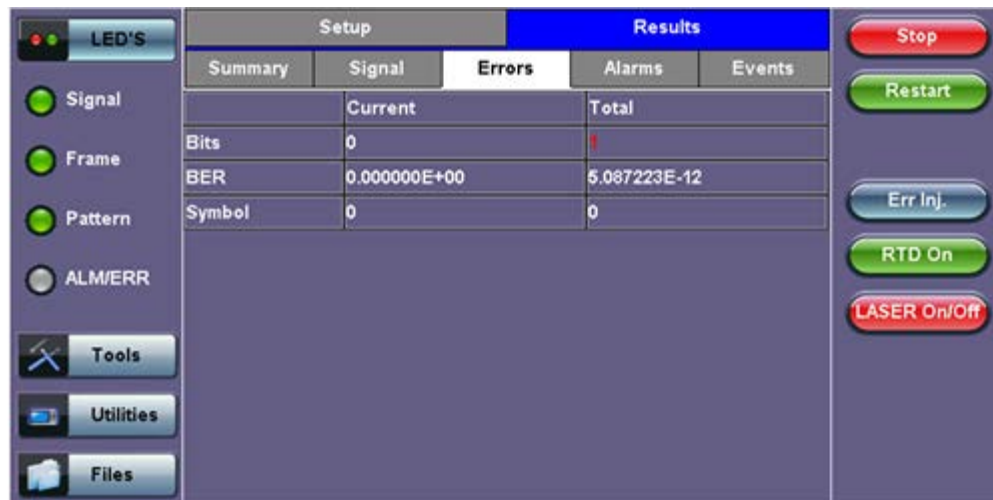 LED'S
Setup
Results
Stop
Summary
Signal
Errors
Alarms
Events
Signal
Restart
Current
Total
Bits
0
1
Frame
BER
0.000000E+00
5.087223E-12
Symbol
0
0
Err Inj.
Pattern
RTD On
ALM/ERR
LASER On/Off
Tools
Utilities
Files